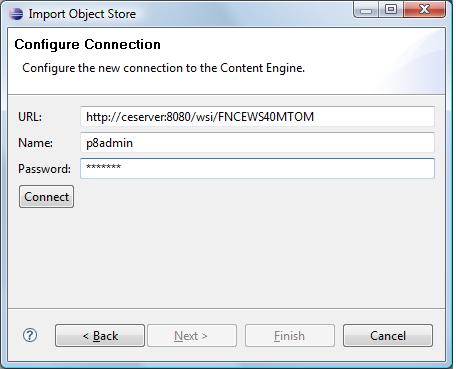 Import Object Store
Configure Connection
Configure the new connection to the Content Engine.
URL: http://ceserver:8080/wsi/FNCEWS40MTOM
Name: p8admin
Password: *******
Connect
? < Back Next > Finish Cancel